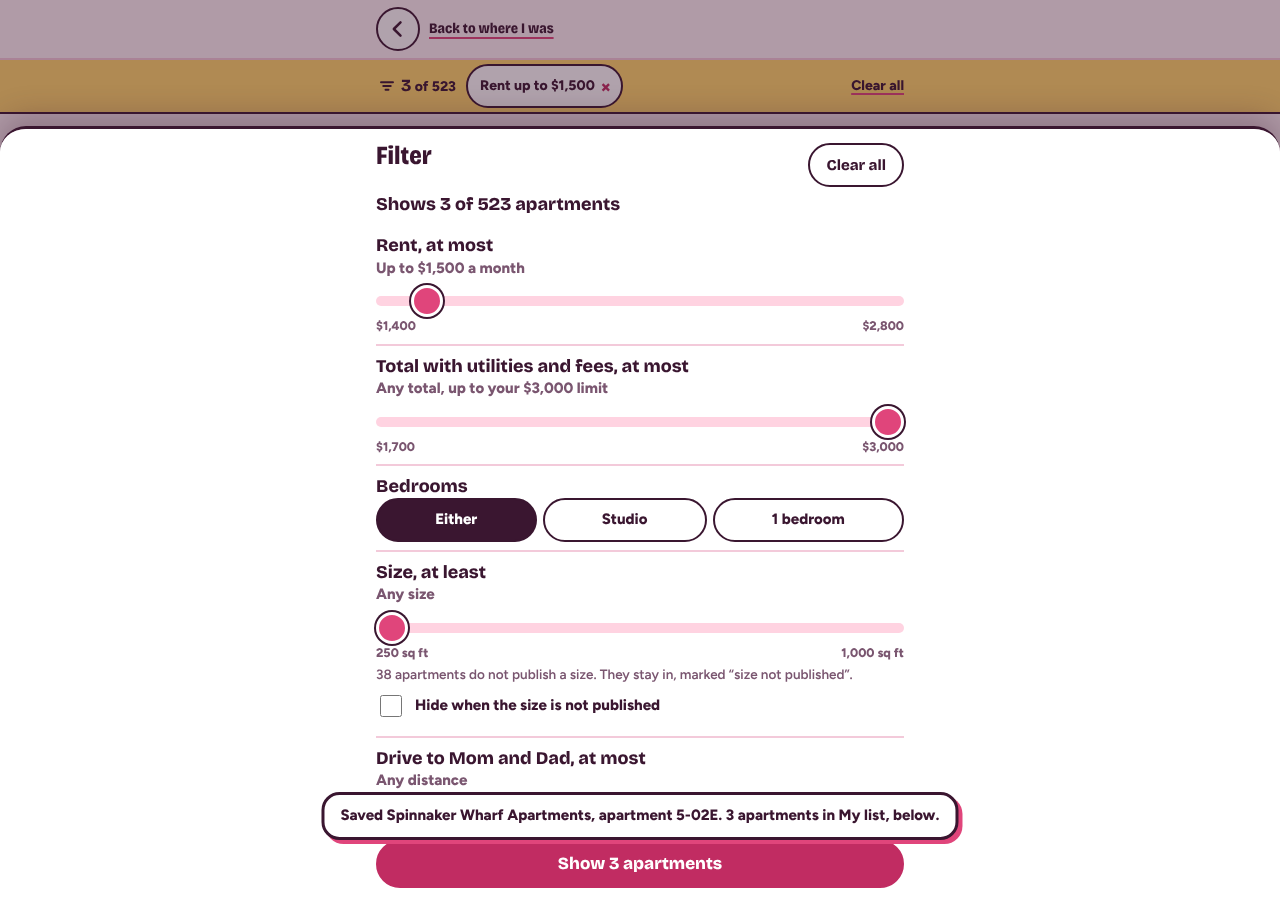 Back to where I was
3 of 523
Rent up to $1,500 ×
Clear all
Filter
Clear all
Shows 3 of 523 apartments
Rent, at most
Up to $1,500 a month
$1,400
$2,800
Total with utilities and fees, at most
Any total, up to your $3,000 limit
$1,700
$3,000
Bedrooms
Either
Studio
1 bedroom
Size, at least
Any size
250 sq ft
1,000 sq ft
38 apartments do not publish a size. They stay in, marked “size not published”.
Hide when the size is not published
Drive to Mom and Dad, at most
Any distance
Saved Spinnaker Wharf Apartments, apartment 5-02E. 3 apartments in My list, below.
Show 3 apartments